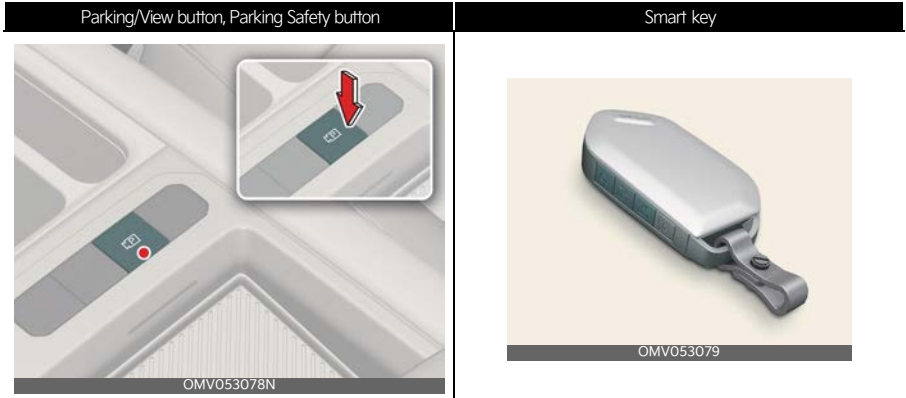 Parking/View button, Parking Safety button
Smart key
P
P
OMV053078N
OMV053079